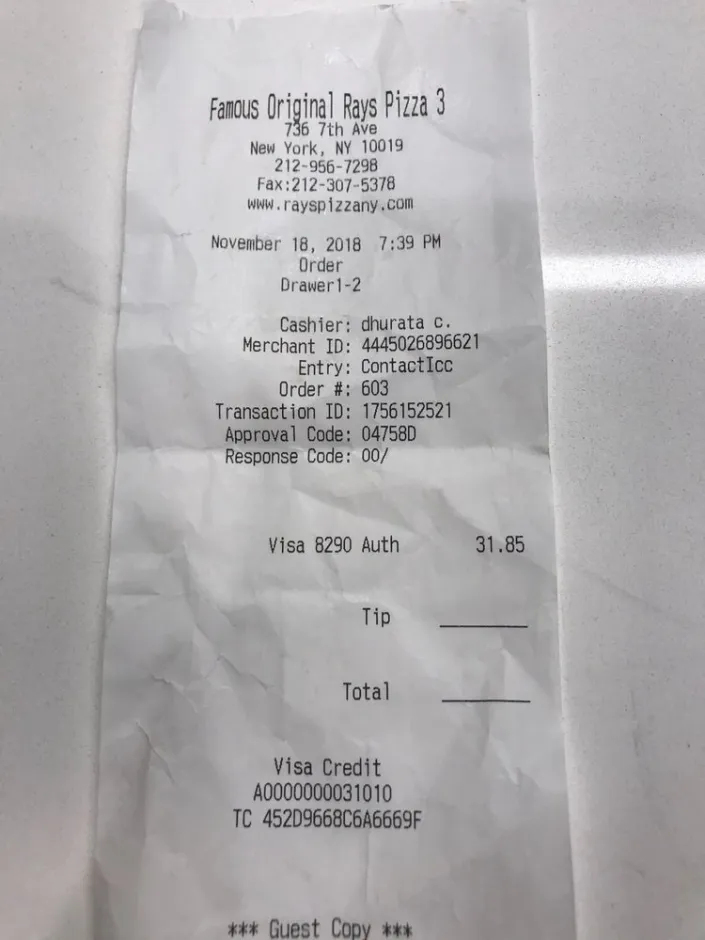 Famous Original Rays Pizza 3
736 7th Ave
New York, NY 10019
212-956-7298
Fax:212-307-5378
www.rayspizzany.com
November 18, 2018 7:39 PM
Order
Drawer1-2
Cashier: dhurata c.
Merchant ID: 4445026896621
Entry: ContactIcc
Order #: 603
Transaction ID: 1756152521
Approval Code: 04758D
Response Code: 00/
Visa 8290 Auth 31.85
Tip
Total
Visa Credit
A0000000031010
TC 452D9668C6A6669F
*** Guest Copy ***